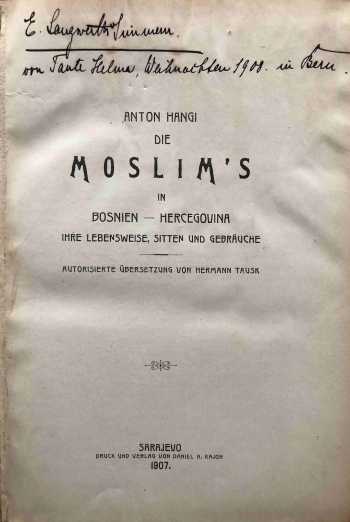 E. Langwerth Simmern.
von Tante Helma, Weihnachten 1908. in Bern.
ANTON HANGI
DIE
MOSLIM'S
IN
BOSNIEN — HERCEGOVINA
IHRE LEBENSWEISE, SITTEN UND GEBRÄUCHE
AUTORISIERTE ÜBERSETZUNG VON HERMANN TAUSK
SARAJEVO
DRUCK UND VERLAG VON DANIEL A. KAJON
1907.